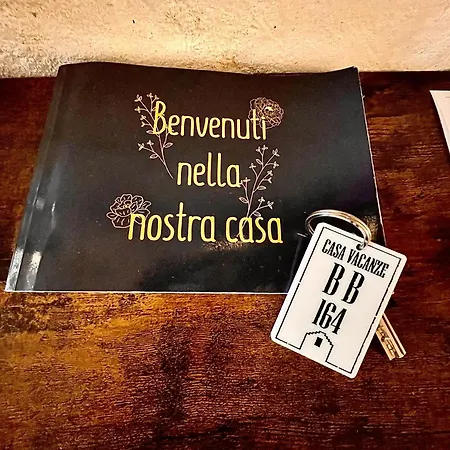 Benvenuti
nella
nostra casa
CASA VACANZE
B B
164